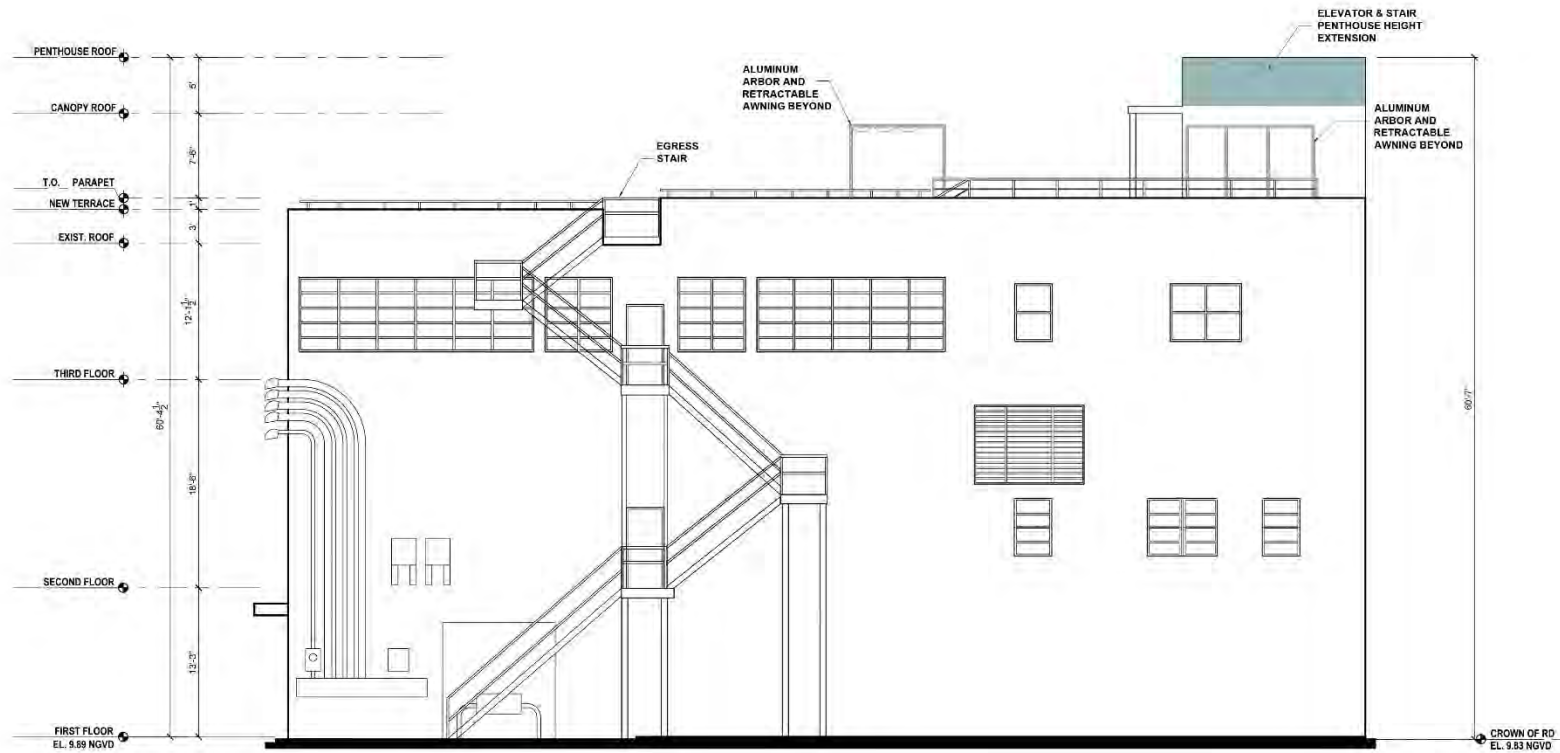 ELEVATOR & STAIR
PENTHOUSE HEIGHT
EXTENSION
PENTHOUSE ROOF
5'
ALUMINUM
ARBOR AND
RETRACTABLE
AWNING BEYOND
CANOPY ROOF
ALUMINUM
ARBOR AND
RETRACTABLE
AWNING BEYOND
7'-6"
EGRESS
STAIR
T.O. PARAPET
1'
NEW TERRACE
3'
EXIST. ROOF
12'-1½"
THIRD FLOOR
60'-4½"
60'-7"
18'-6"
SECOND FLOOR
13'-3"
FIRST FLOOR
EL. 9.89 NGVD
CROWN OF RD
EL. 9.83 NGVD